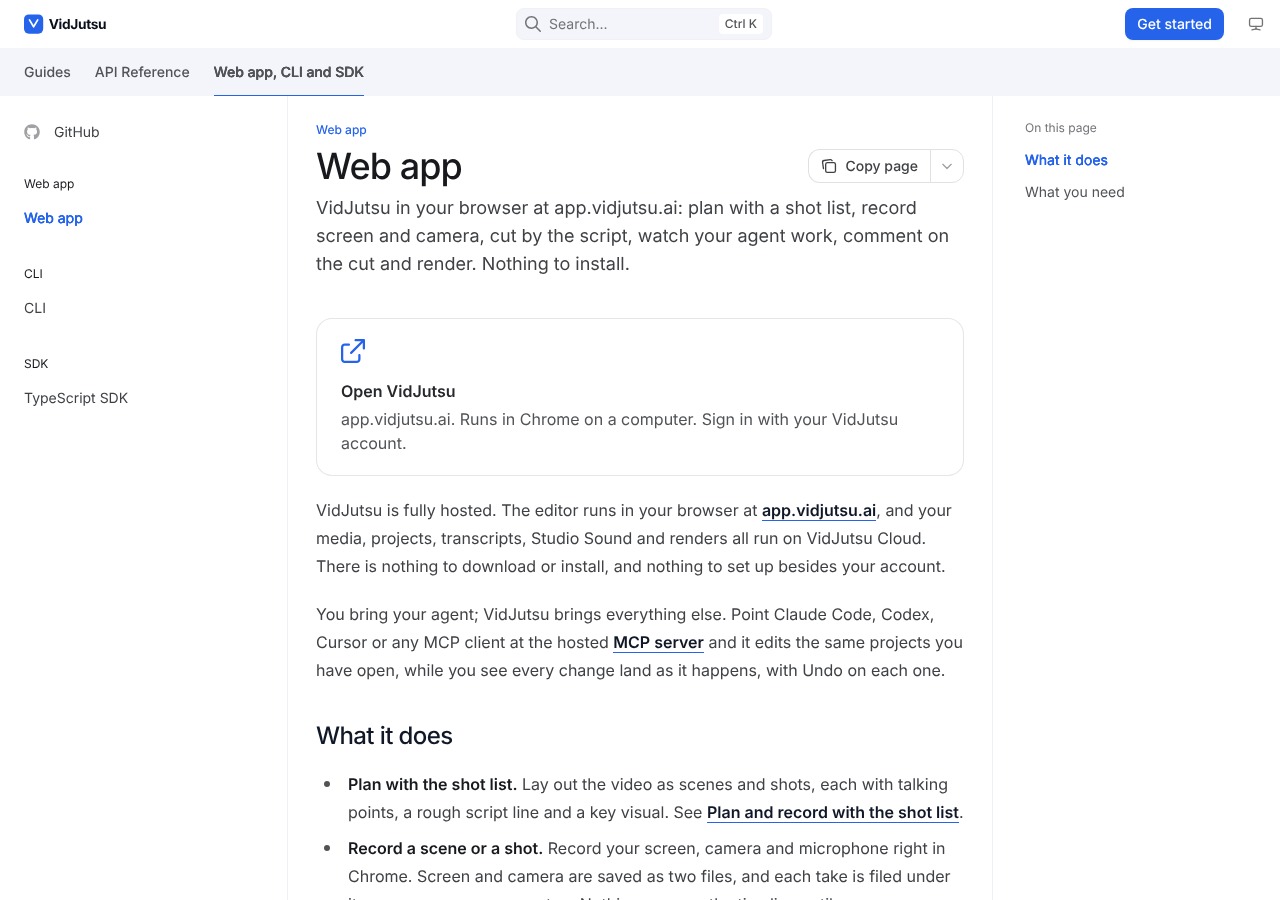 VidJutsu
Search...
Ctrl K
Get started
Guides
API Reference
Web app, CLI and SDK
GitHub
Web app
Web app
CLI
CLI
SDK
TypeScript SDK
Web app
Web app
Copy page
VidJutsu in your browser at app.vidjutsu.ai: plan with a shot list, record
screen and camera, cut by the script, watch your agent work, comment on
the cut and render. Nothing to install.
Open VidJutsu
app.vidjutsu.ai. Runs in Chrome on a computer. Sign in with your VidJutsu
account.
VidJutsu is fully hosted. The editor runs in your browser at app.vidjutsu.ai, and your
media, projects, transcripts, Studio Sound and renders all run on VidJutsu Cloud.
There is nothing to download or install, and nothing to set up besides your account.
You bring your agent; VidJutsu brings everything else. Point Claude Code, Codex,
Cursor or any MCP client at the hosted MCP server and it edits the same projects you
have open, while you see every change land as it happens, with Undo on each one.
What it does
Plan with the shot list. Lay out the video as scenes and shots, each with talking
points, a rough script line and a key visual. See Plan and record with the shot list.
Record a scene or a shot. Record your screen, camera and microphone right in
Chrome. Screen and camera are saved as two files, and each take is filed under
On this page
What it does
What you need